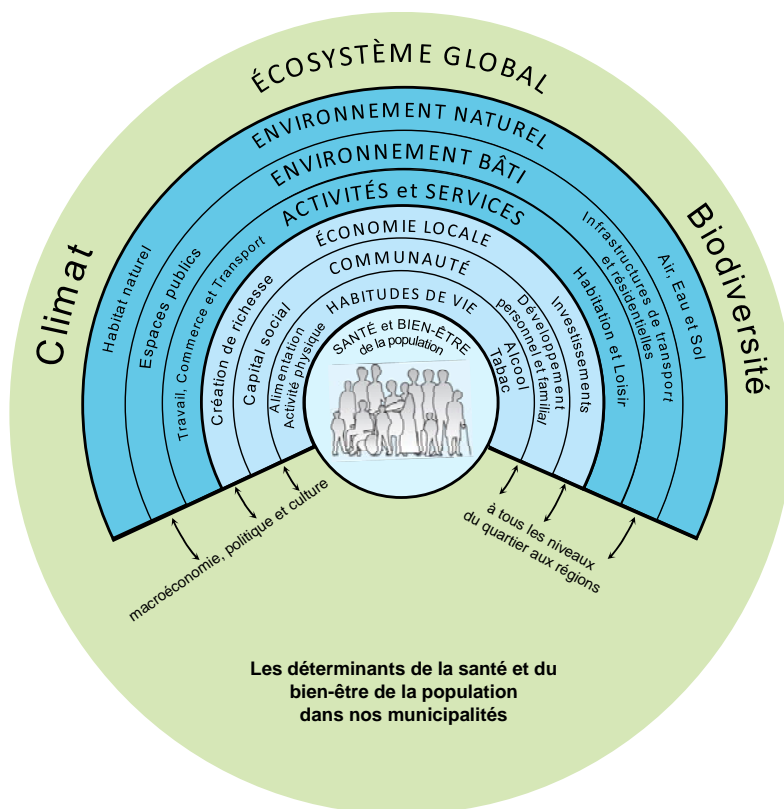 ÉCOSYSTÈME GLOBAL
Climat
Biodiversité
ENVIRONNEMENT NATUREL
Habitat naturel
Air, Eau et Sol
ENVIRONNEMENT BÂTI
Espaces publics
Infrastructures de transport
et résidentielles
ACTIVITÉS et SERVICES
Travail, Commerce et Transport
Habitation et Loisir
ÉCONOMIE LOCALE
Création de richesse
Investissements
COMMUNAUTÉ
Capital social
Développement
personnel et familial
HABITUDES DE VIE
Alimentation
Activité physique
Alcool
Tabac
SANTÉ et BIEN-ÊTRE
de la population
macroéconomie, politique et culture
à tous les niveaux
du quartier aux régions
Les déterminants de la santé et du
bien-être de la population
dans nos municipalités